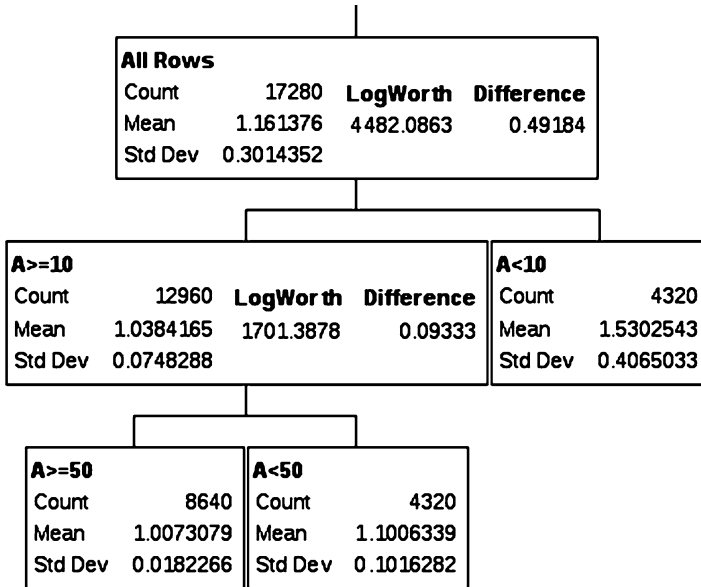 All Rows
Count 17280 LogWorth Difference
Mean 1.161376 4482.0863 0.49184
Std Dev 0.3014352
A>=10
Count 12960 LogWorth Difference
Mean 1.0384165 1701.3878 0.09333
Std Dev 0.0748288
A<10
Count 4320
Mean 1.5302543
Std Dev 0.4065033
A>=50
Count 8640
Mean 1.0073079
Std Dev 0.0182266
A<50
Count 4320
Mean 1.1006339
Std Dev 0.1016282